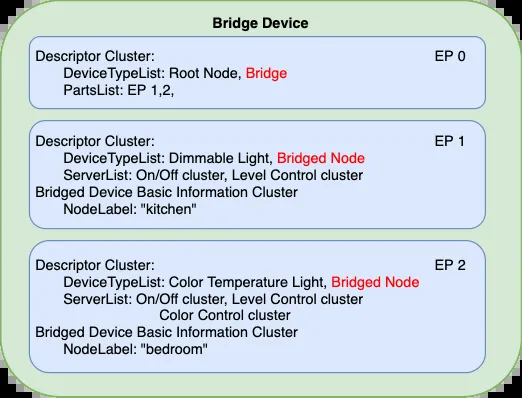 Bridge Device
Descriptor Cluster: EP 0
DeviceTypeList: Root Node, Bridge
PartsList: EP 1,2,
Descriptor Cluster: EP 1
DeviceTypeList: Dimmable Light, Bridged Node
ServerList: On/Off cluster, Level Control cluster
Bridged Device Basic Information Cluster
NodeLabel: "kitchen"
Descriptor Cluster: EP 2
DeviceTypeList: Color Temperature Light, Bridged Node
ServerList: On/Off cluster, Level Control cluster
Color Control cluster
Bridged Device Basic Information Cluster
NodeLabel: "bedroom"